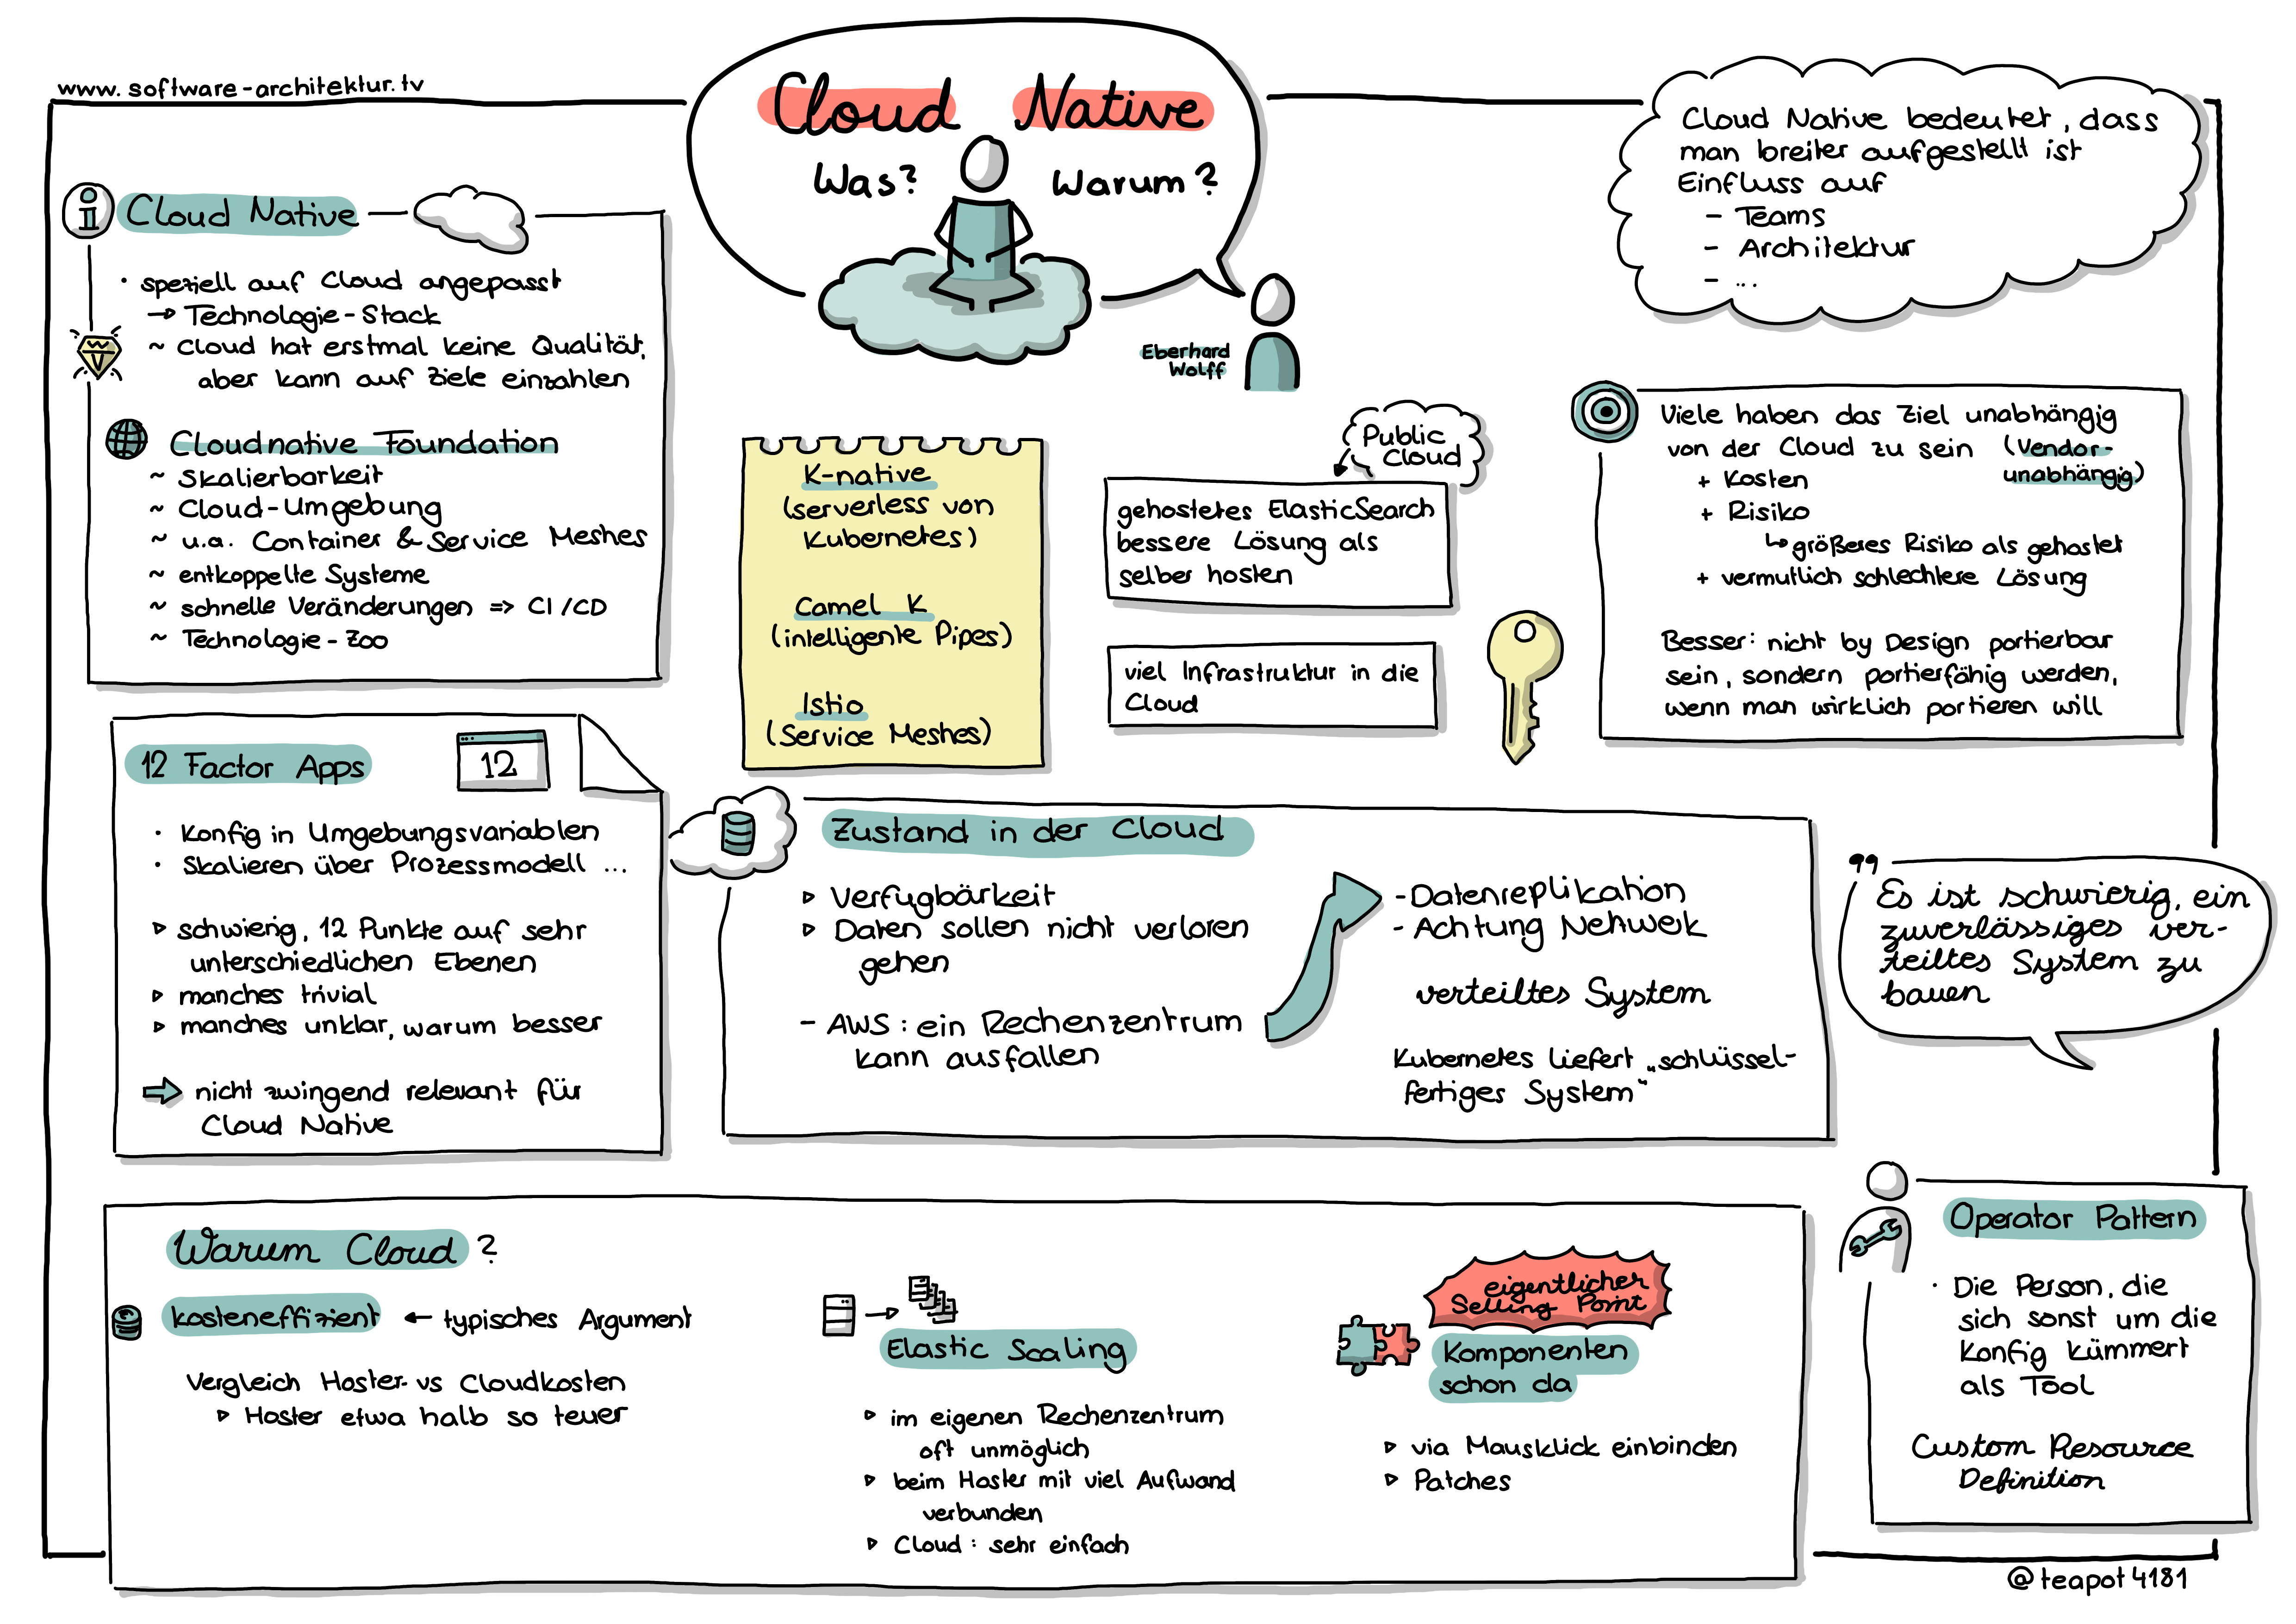 www.software-architektur.tv
Cloud Native
Was? Warum?
Eberhard
Wolff
Cloud Native bedeutet, dass
man breiter aufgestellt ist
Einfluss auf
- Teams
- Architektur
- ...
Cloud Native
· speziell auf Cloud angepasst
→ Technologie-Stack
~ Cloud hat erstmal keine Qualität,
aber kann auf Ziele einzahlen
Cloudnative Foundation
~ Skalierbarkeit
~ Cloud-Umgebung
~ u.a. Container & Service Meshes
~ entkoppelte Systeme
~ schnelle Veränderungen => CI/CD
~ Technologie-Zoo
K-native
(serverless von
Kubernetes)
Camel K
(intelligente Pipes)
Istio
(Service Meshes)
Public
Cloud
gehostetes ElasticSearch
bessere Lösung als
selber hosten
viel Infrastruktur in die
Cloud
Viele haben das Ziel unabhängig
von der Cloud zu sein (Vendor-
unabhängig)
+ Kosten
+ Risiko
↳ größeres Risiko als gehostet
+ vermutlich schlechtere Lösung
Besser: nicht by Design portierbar
sein, sondern portierfähig werden,
wenn man wirklich portieren will
12 Factor Apps
12
· Konfig in Umgebungsvariablen
· Skalieren über Prozessmodell ...
▹ schwierig, 12 Punkte auf sehr
unterschiedlichen Ebenen
▹ manches trivial
▹ manches unklar, warum besser
→ nicht zwingend relevant für
Cloud Native
Zustand in der Cloud
▹ Verfugbärkeit
▹ Daten sollen nicht verloren
gehen
- AWS: ein Rechenzentrum
kann ausfallen
- Datenreplikation
- Achtung Netzwerk
verteiltes System
Kubernetes liefert „schlüssel-
fertiges System"
"Es ist schwierig, ein
zuverlässiges ver-
teiltes System zu
bauen
Warum Cloud?
kosteneffizient ← typisches Argument
Vergleich Hoster- vs Cloudkosten
▹ Hoster etwa halb so teuer
Elastic Scaling
▹ im eigenen Rechenzentrum
oft unmöglich
▹ beim Hoster mit viel Aufwand
verbunden
▹ Cloud: sehr einfach
eigentlicher
Selling Point
Komponenten
schon da
▹ via Mausklick einbinden
▹ Patches
Operator Pattern
· Die Person, die
sich sonst um die
Konfig kümmert
als Tool
Custom Resource
Definition
@teapot4181